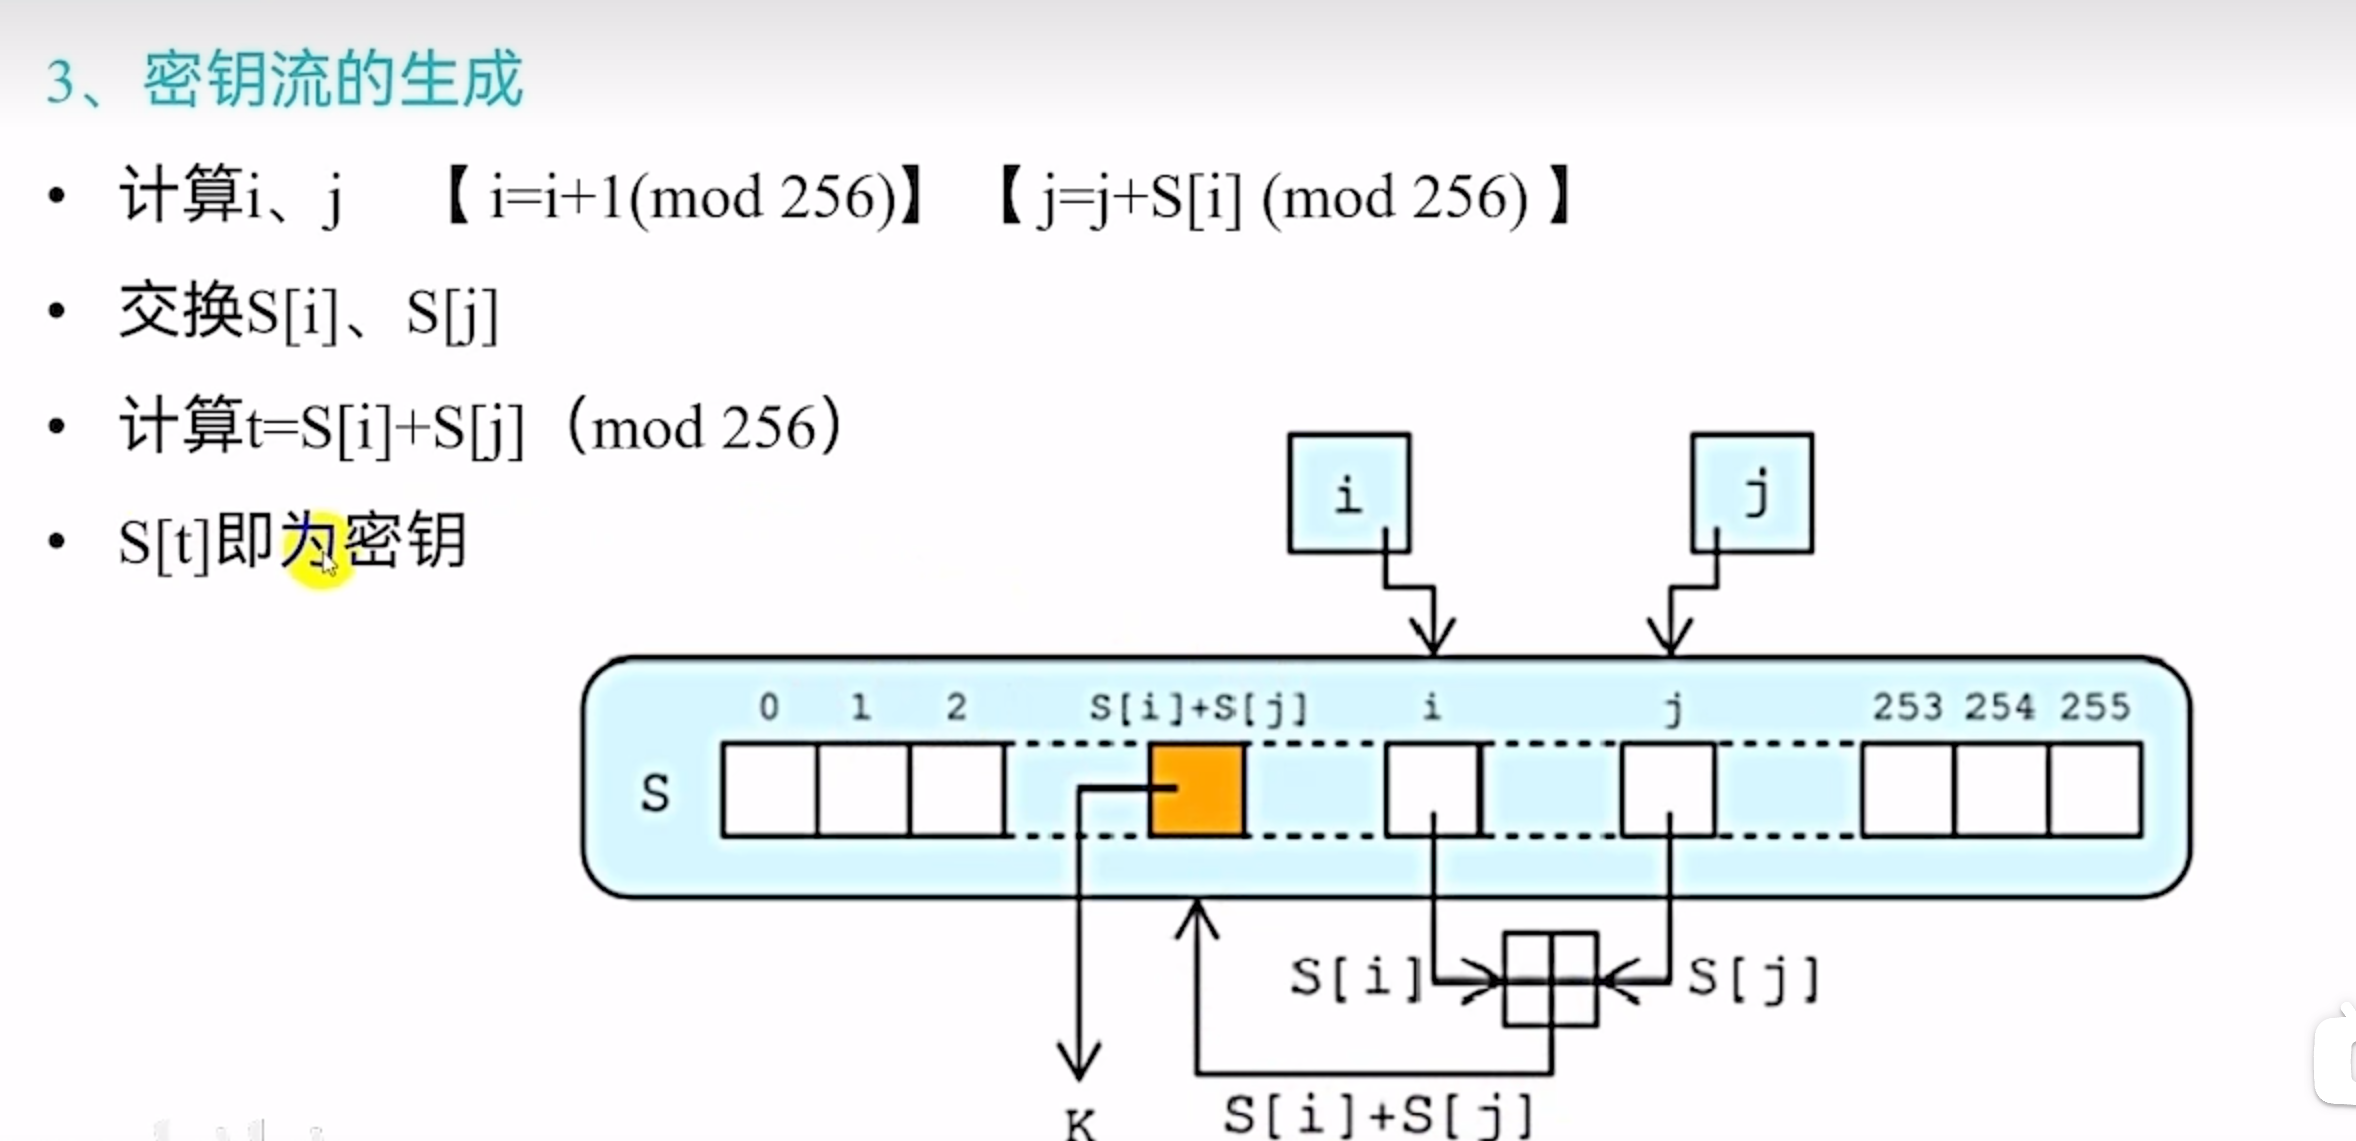 3、密钥流的生成
• 计算i、j 【 i=i+1(mod 256)】 【 j=j+S[i] (mod 256) 】
• 交换S[i]、S[j]
• 计算t=S[i]+S[j]（mod 256）
• S[t]即为密钥
i j
0 1 2 S[i]+S[j] i j 253 254 255
S
S[i] S[j]
K S[i]+S[j]